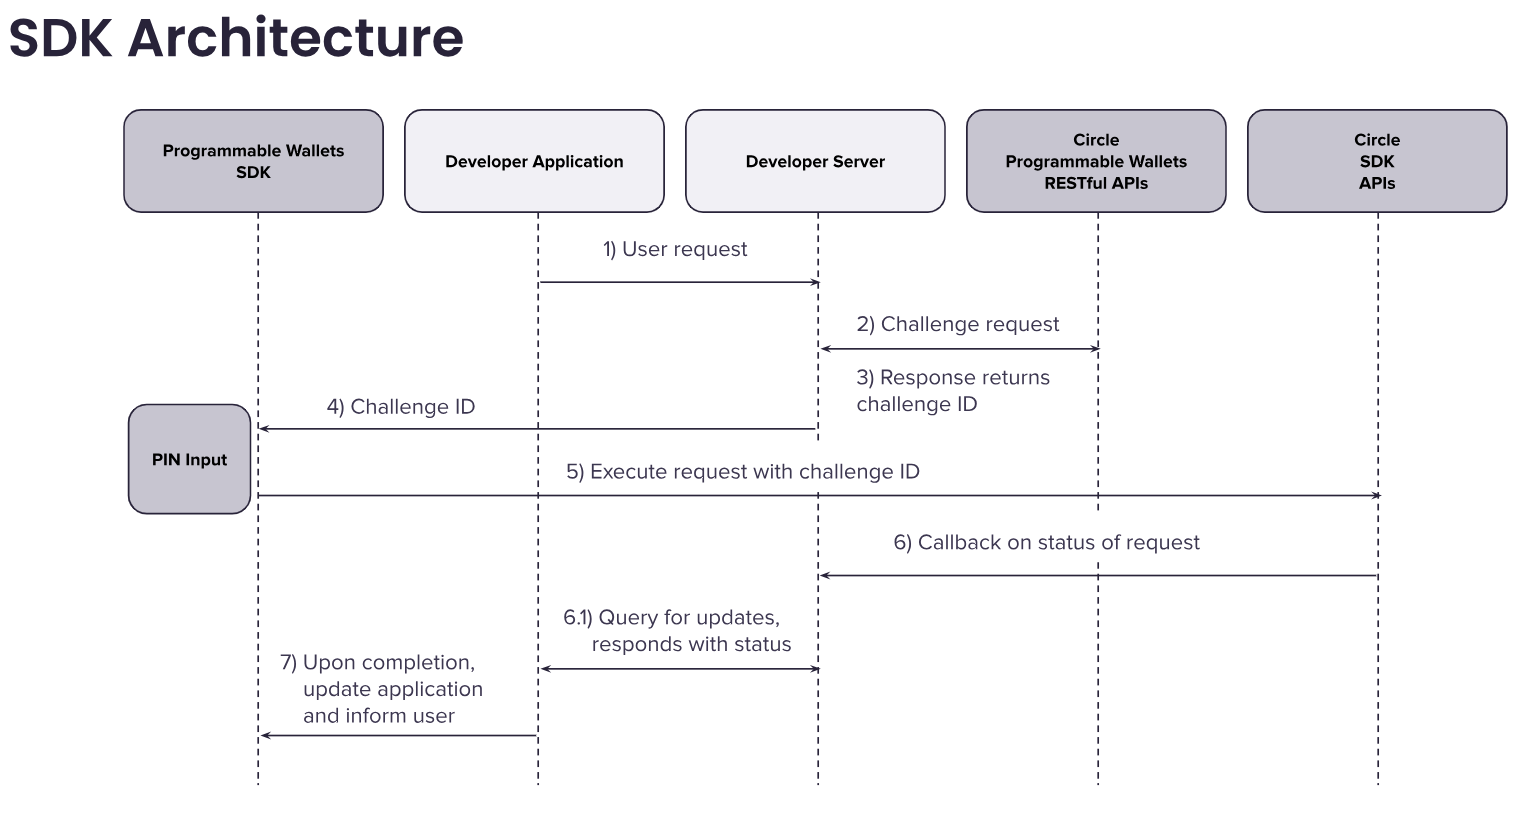 SDK Architecture
Programmable Wallets
SDK
Developer Application
Developer Server
Circle
Programmable Wallets
RESTful APIs
Circle
SDK
APIs
1) User request
2) Challenge request
3) Response returns
challenge ID
4) Challenge ID
PIN Input
5) Execute request with challenge ID
6) Callback on status of request
6.1) Query for updates,
responds with status
7) Upon completion,
update application
and inform user